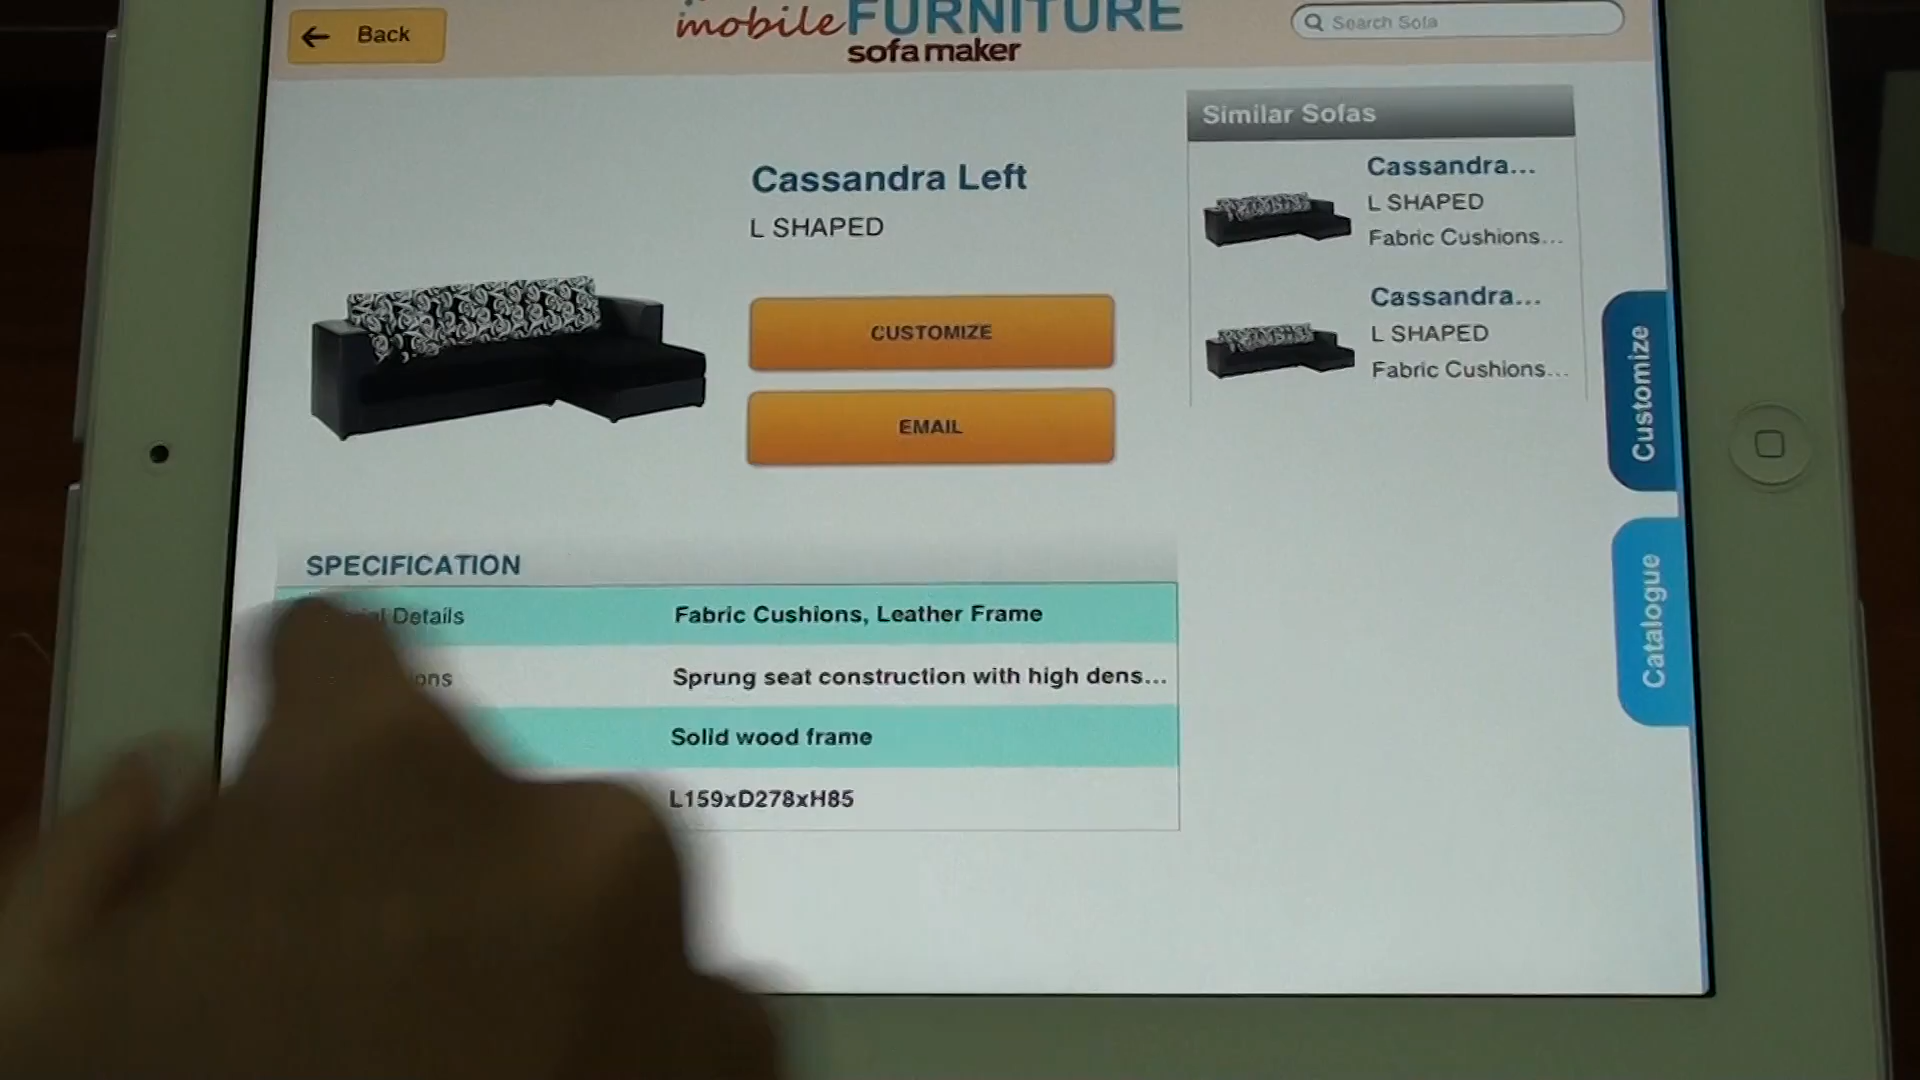 Back
mobile FURNITURE
sofa maker
Search Sofa
Cassandra Left
L SHAPED
CUSTOMIZE
EMAIL
Similar Sofas
Cassandra...
L SHAPED
Fabric Cushions...
Cassandra...
L SHAPED
Fabric Cushions...
Customize
Catalogue
SPECIFICATION
Details
Fabric Cushions, Leather Frame
Sprung seat construction with high dens...
Solid wood frame
L159xD278xH85